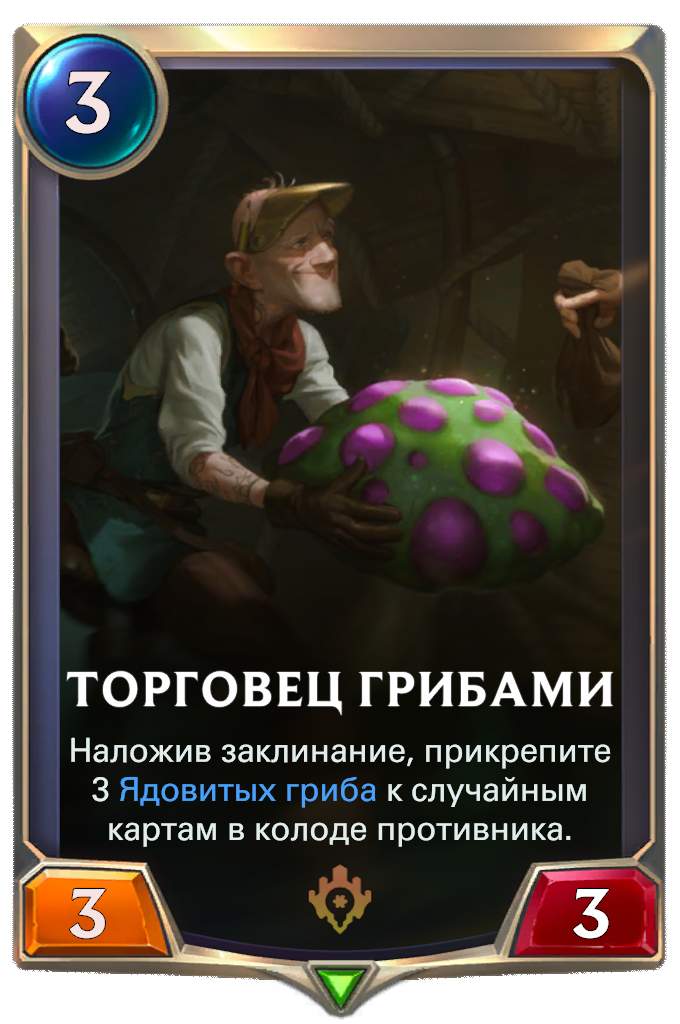 3
ТОРГОВЕЦ ГРИБАМИ
Наложив заклинание, прикрепите
3 Ядовитых гриба к случайным
картам в колоде противника.
3
3